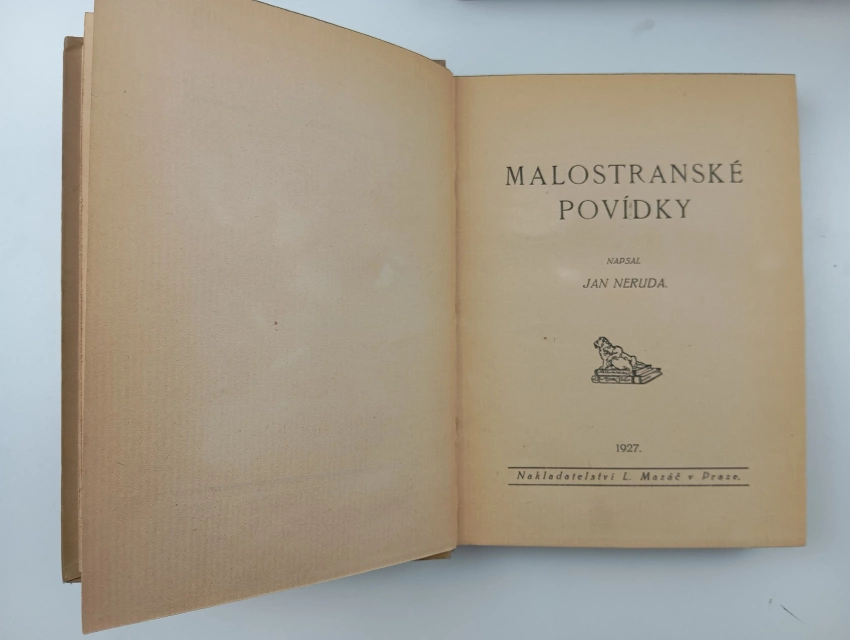 MALOSTRANSKÉ
POVÍDKY
NAPSAL
JAN NERUDA.
1927.
Nakladatelství L. Mazáč v Praze.